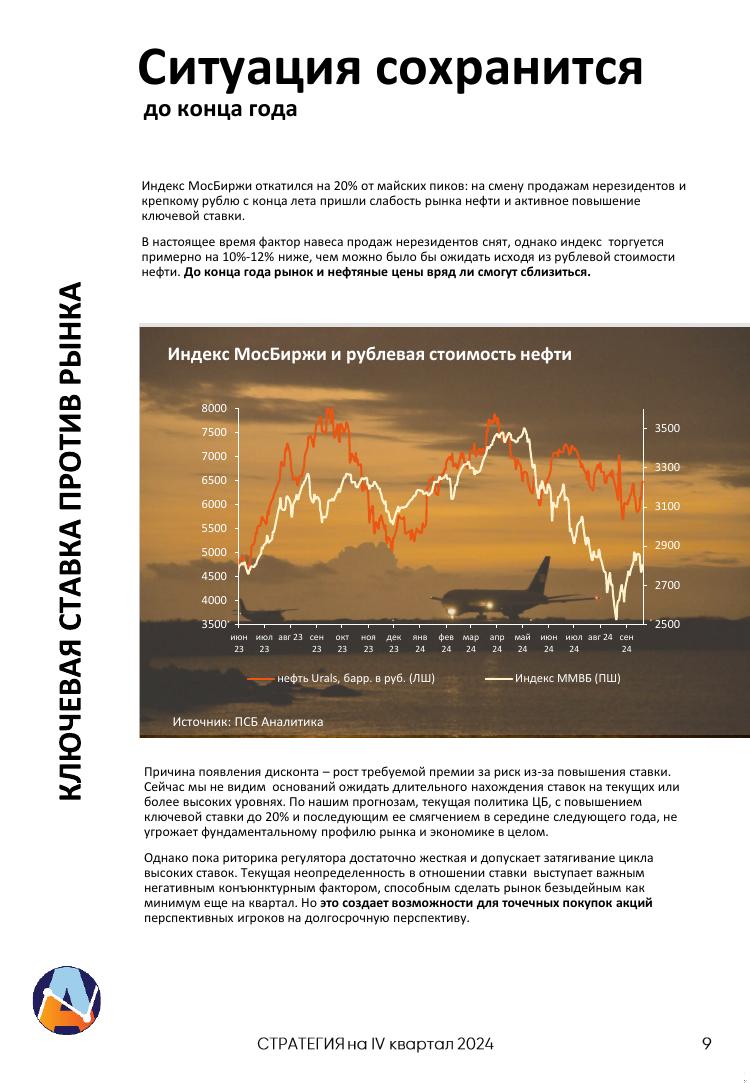 Ситуация сохранится
до конца года
Индекс МосБиржи откатился на 20% от майских пиков: на смену продажам нерезидентов и
крепкому рублю с конца лета пришли слабость рынка нефти и активное повышение
ключевой ставки.
В настоящее время фактор навеса продаж нерезидентов снят, однако индекс торгуется
примерно на 10%-12% ниже, чем можно было бы ожидать исходя из рублевой стоимости
нефти. До конца года рынок и нефтяные цены вряд ли смогут сблизиться.
КЛЮЧЕВАЯ СТАВКА ПРОТИВ РЫНКА
Индекс МосБиржи и рублевая стоимость нефти
8000
7500
7000
6500
6000
5500
5000
4500
4000
3500
3500
3300
3100
2900
2700
2500
июн июл авг 23 сен окт ноя дек янв фев мар апр май июн июл авг 24 сен
23 23 23 23 23 23 24 24 24 24 24 24 24 24
нефть Urals, барр. в руб. (ЛШ) Индекс ММВБ (ПШ)
Источник: ПСБ Аналитика
Причина появления дисконта – рост требуемой премии за риск из-за повышения ставки.
Сейчас мы не видим оснований ожидать длительного нахождения ставок на текущих или
более высоких уровнях. По нашим прогнозам, текущая политика ЦБ, с повышением
ключевой ставки до 20% и последующим ее смягчением в середине следующего года, не
угрожает фундаментальному профилю рынка и экономике в целом.
Однако пока риторика регулятора достаточно жесткая и допускает затягивание цикла
высоких ставок. Текущая неопределенность в отношении ставки выступает важным
негативным конъюнктурным фактором, способным сделать рынок безыдейным как
минимум еще на квартал. Но это создает возможности для точечных покупок акций
перспективных игроков на долгосрочную перспективу.
СТРАТЕГИЯ на IV квартал 2024
9